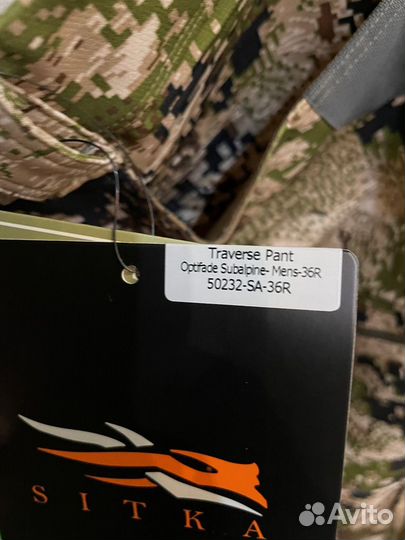 Traverse Pant
Optifade Subalpine- Mens-36R
50232-SA-36R
SITKA
Avito